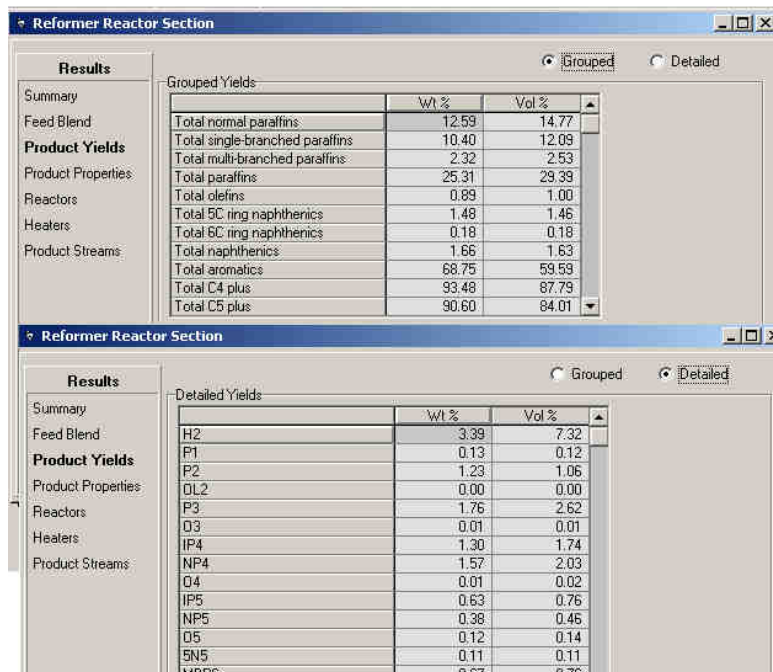 Reformer Reactor Section
Results
Grouped
Detailed
Summary
Feed Blend
Product Yields
Product Properties
Reactors
Heaters
Product Streams
Grouped Yields
Wt % Vol %
Total normal paraffins 12.59 14.77
Total single-branched paraffins 10.40 12.09
Total multi-branched paraffins 2.32 2.53
Total paraffins 25.31 29.39
Total olefins 0.89 1.00
Total 5C ring naphthenics 1.48 1.46
Total 6C ring naphthenics 0.18 0.18
Total naphthenics 1.66 1.63
Total aromatics 68.75 59.59
Total C4 plus 93.48 87.79
Total C5 plus 90.60 84.01
Reformer Reactor Section
Results
Grouped
Detailed
Summary
Feed Blend
Product Yields
Product Properties
Reactors
Heaters
Product Streams
Detailed Yields
Wt % Vol %
H2 3.39 7.32
P1 0.13 0.12
P2 1.23 1.06
OL2 0.00 0.00
P3 1.76 2.62
O3 0.01 0.01
IP4 1.30 1.74
NP4 1.57 2.03
O4 0.01 0.02
IP5 0.63 0.76
NP5 0.38 0.46
O5 0.12 0.14
5N5 0.11 0.11